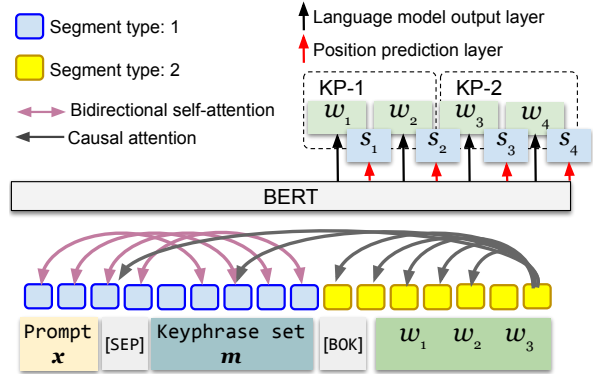 Segment type: 1
Segment type: 2
Bidirectional self-attention
Causal attention
Language model output layer
Position prediction layer
KP-1 KP-2
w₁ w₂ w₃ w₄
s₁ s₂ s₃ s₄
BERT
Prompt x
[SEP]
Keyphrase set m
[BOK]
w₁ w₂ w₃